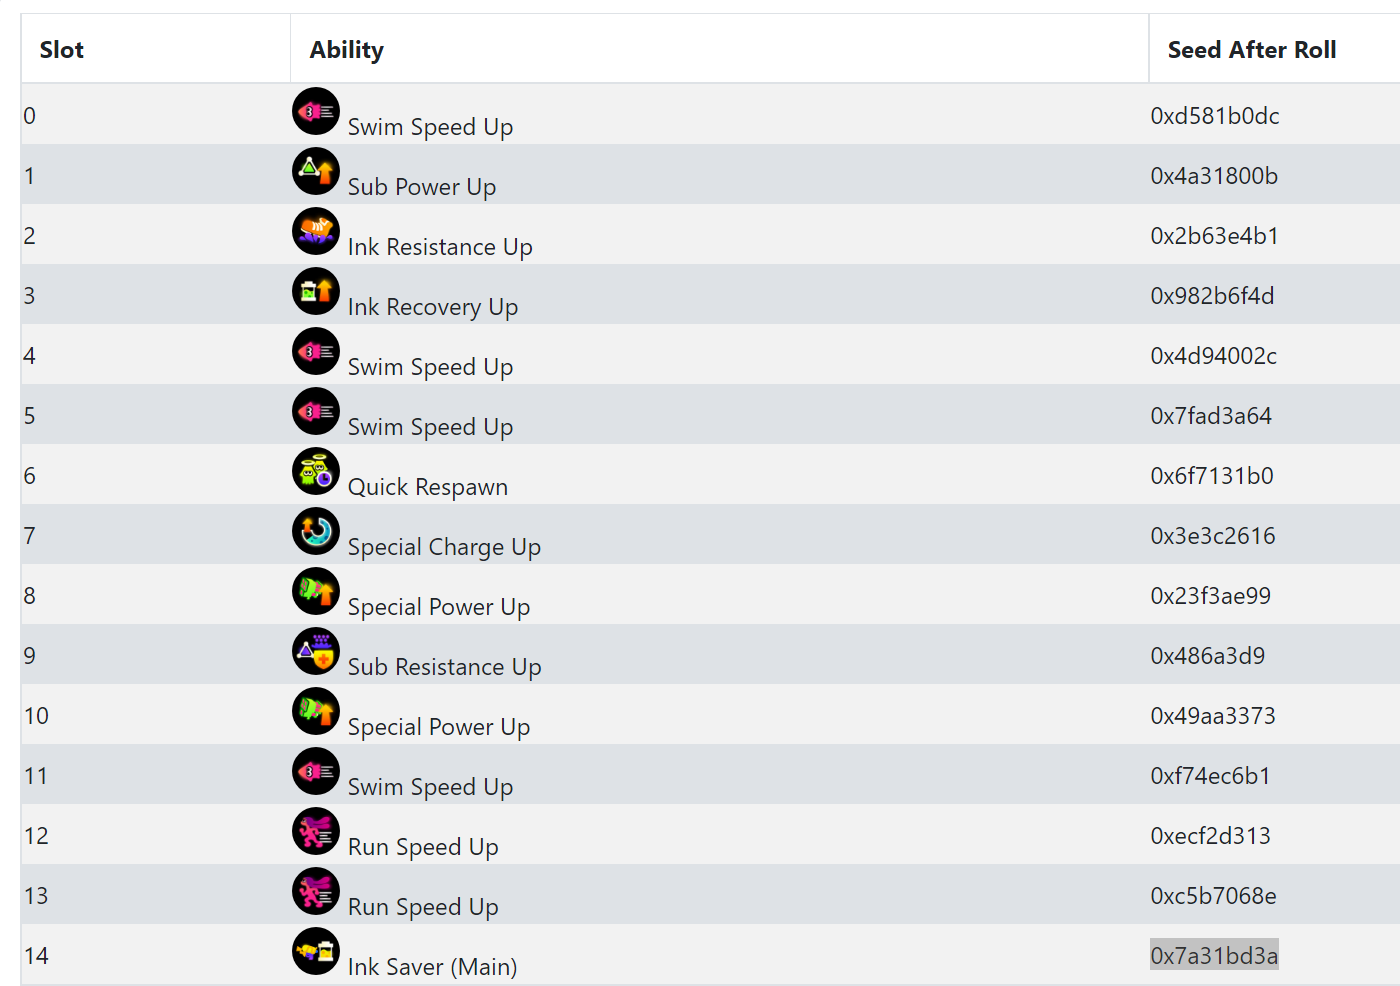 Slot Ability Seed After Roll
0 Swim Speed Up 0xd581b0dc
1 Sub Power Up 0x4a31800b
2 Ink Resistance Up 0x2b63e4b1
3 Ink Recovery Up 0x982b6f4d
4 Swim Speed Up 0x4d94002c
5 Swim Speed Up 0x7fad3a64
6 Quick Respawn 0x6f7131b0
7 Special Charge Up 0x3e3c2616
8 Special Power Up 0x23f3ae99
9 Sub Resistance Up 0x486a3d9
10 Special Power Up 0x49aa3373
11 Swim Speed Up 0xf74ec6b1
12 Run Speed Up 0xecf2d313
13 Run Speed Up 0xc5b7068e
14 Ink Saver (Main) 0x7a31bd3a